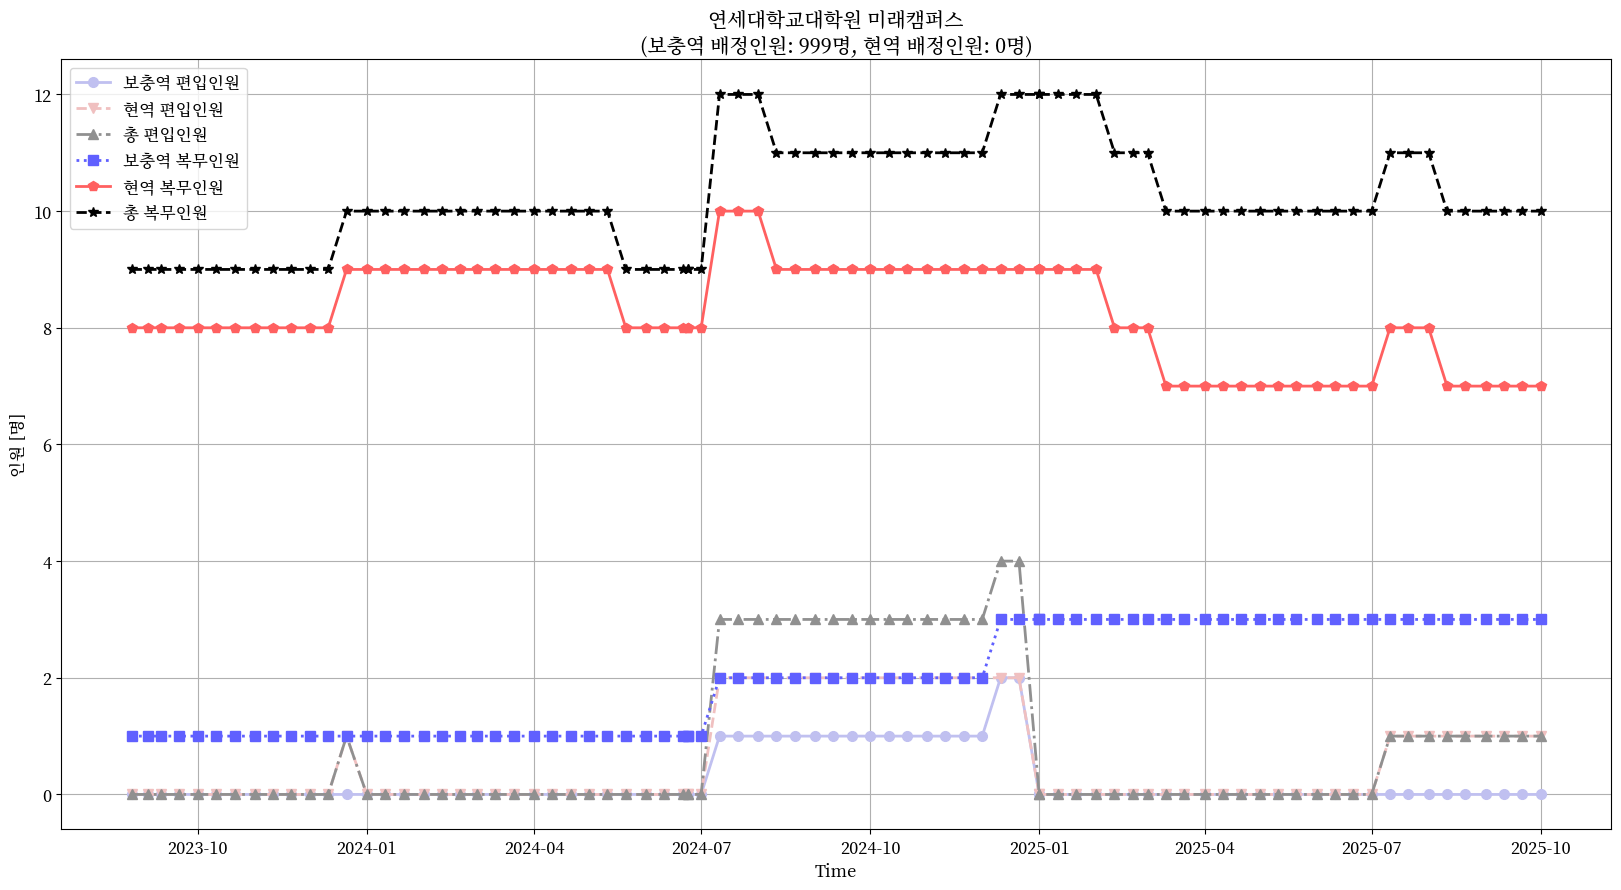 연세대학교대학원 미래캠퍼스
(보충역 배정인원: 999명, 현역 배정인원: 0명)
보충역 편입인원
현역 편입인원
총 편입인원
보충역 복무인원
현역 복무인원
총 복무인원
인원 [명]
12
10
8
6
4
2
0
2023-10
2024-01
2024-04
2024-07
2024-10
2025-01
2025-04
2025-07
2025-10
Time